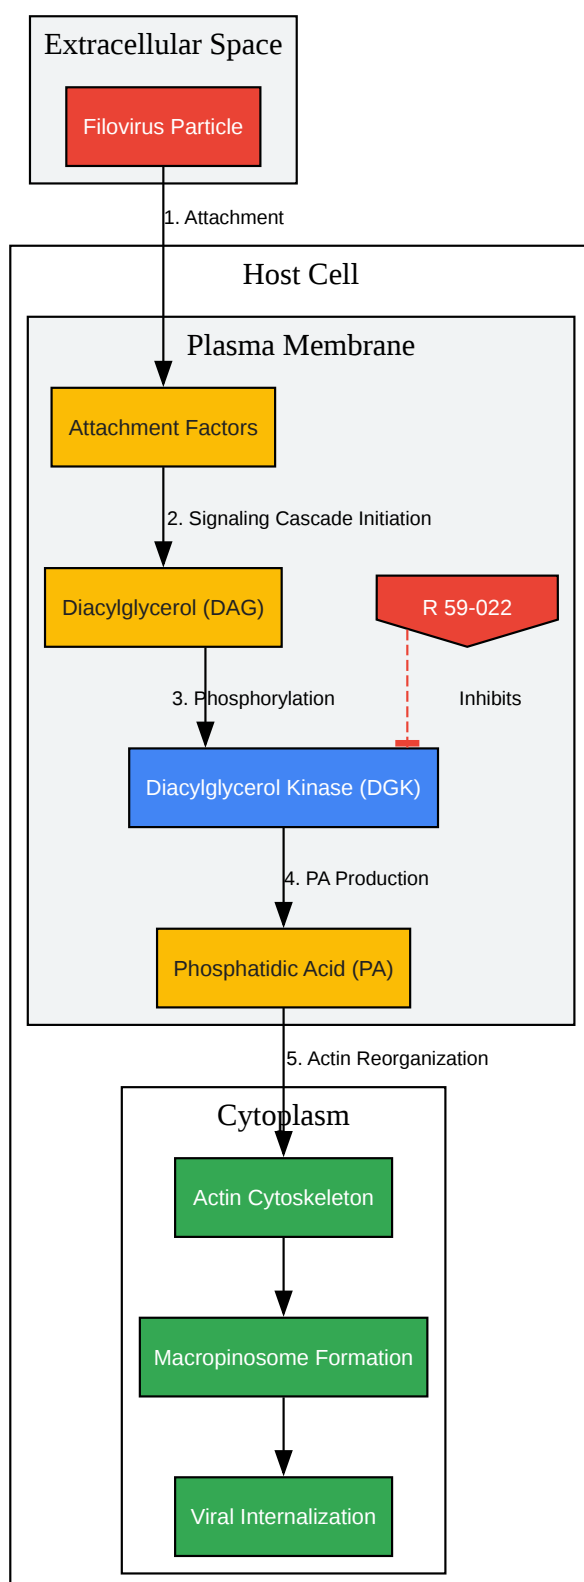 Extracellular Space
Filovirus Particle
1. Attachment
Host Cell
Plasma Membrane
Attachment Factors
2. Signaling Cascade Initiation
Diacylglycerol (DAG)
R 59-022
3. Phosphorylation
Inhibits
Diacylglycerol Kinase (DGK)
4. PA Production
Phosphatidic Acid (PA)
5. Actin Reorganization
Cytoplasm
Actin Cytoskeleton
Macropinosome Formation
Viral Internalization